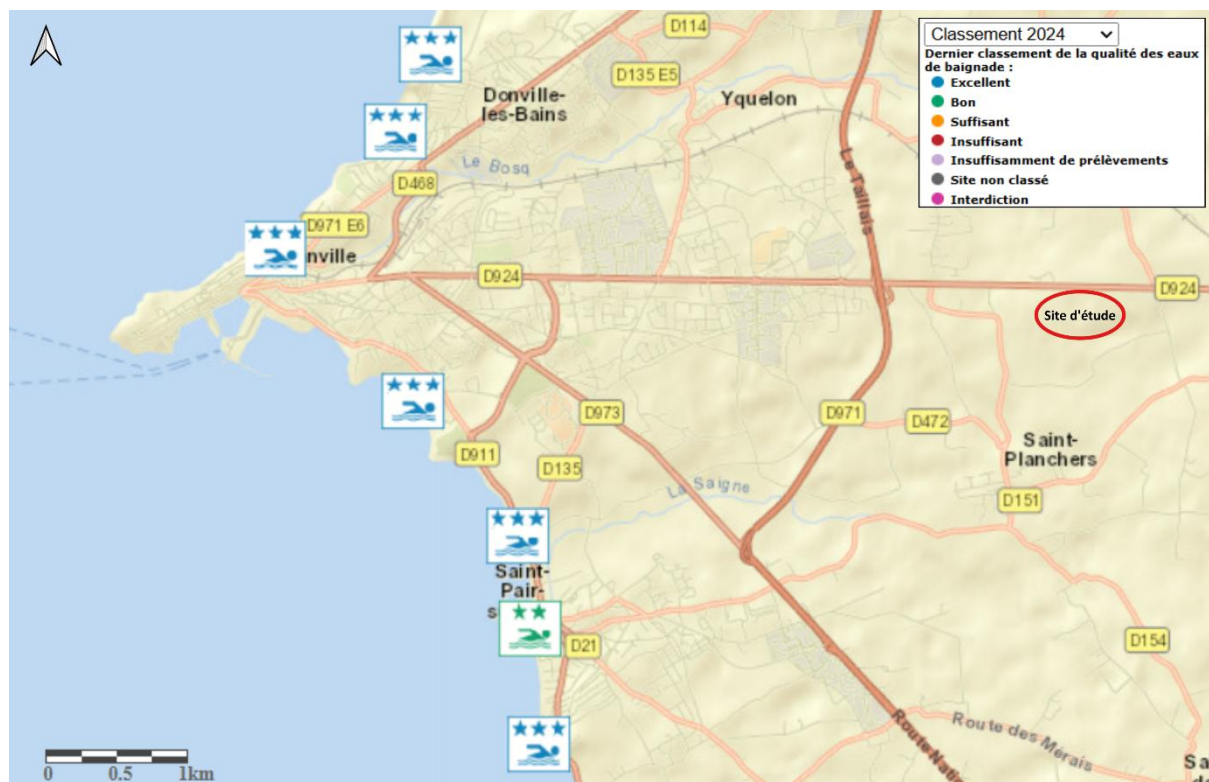 Classement 2024
Dernier classement de la qualité des eaux
de baignade :
Excellent
Bon
Suffisant
Insuffisant
Insuffisamment de prélèvements
Site non classé
Interdiction
D114
D135 E5
Donville-
les-Bains
Yquelon
Le Bosq
Le Taillais
D468
D971 E6
nville
D924
D924
Site d'étude
D973
D971
D472
D911
D135
Saint-
Planchers
La Saigne
D151
Saint-
Pair-
s
D21
D154
Route Natio
Route des Merais
Sa
0 0.5 1km